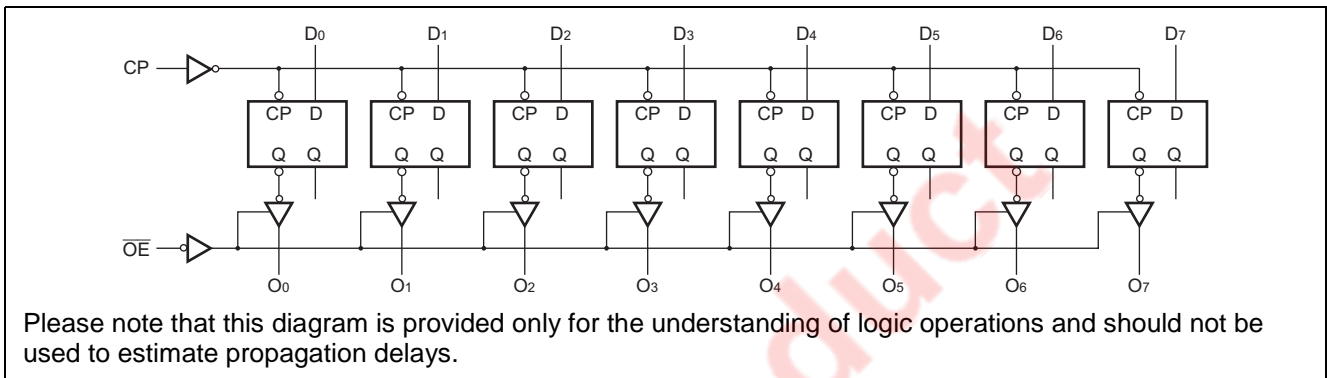 D0 D1 D2 D3 D4 D5 D6 D7
CP
CP D CP D CP D CP D CP D CP D CP D CP D
Q Q Q Q Q Q Q Q Q Q Q Q Q Q Q Q
OE
O0 O1 O2 O3 O4 O5 O6 O7
Please note that this diagram is provided only for the understanding of logic operations and should not be
used to estimate propagation delays.
duct